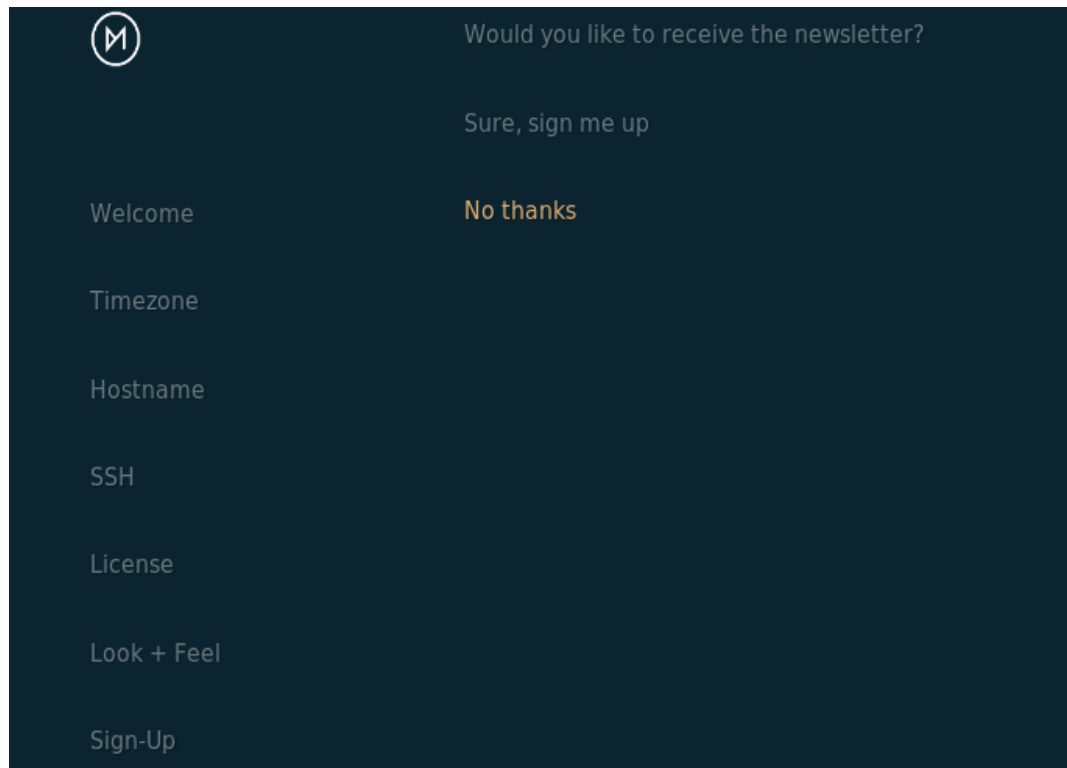 Would you like to receive the newsletter?
Sure, sign me up
No thanks
Welcome
Timezone
Hostname
SSH
License
Look + Feel
Sign-Up